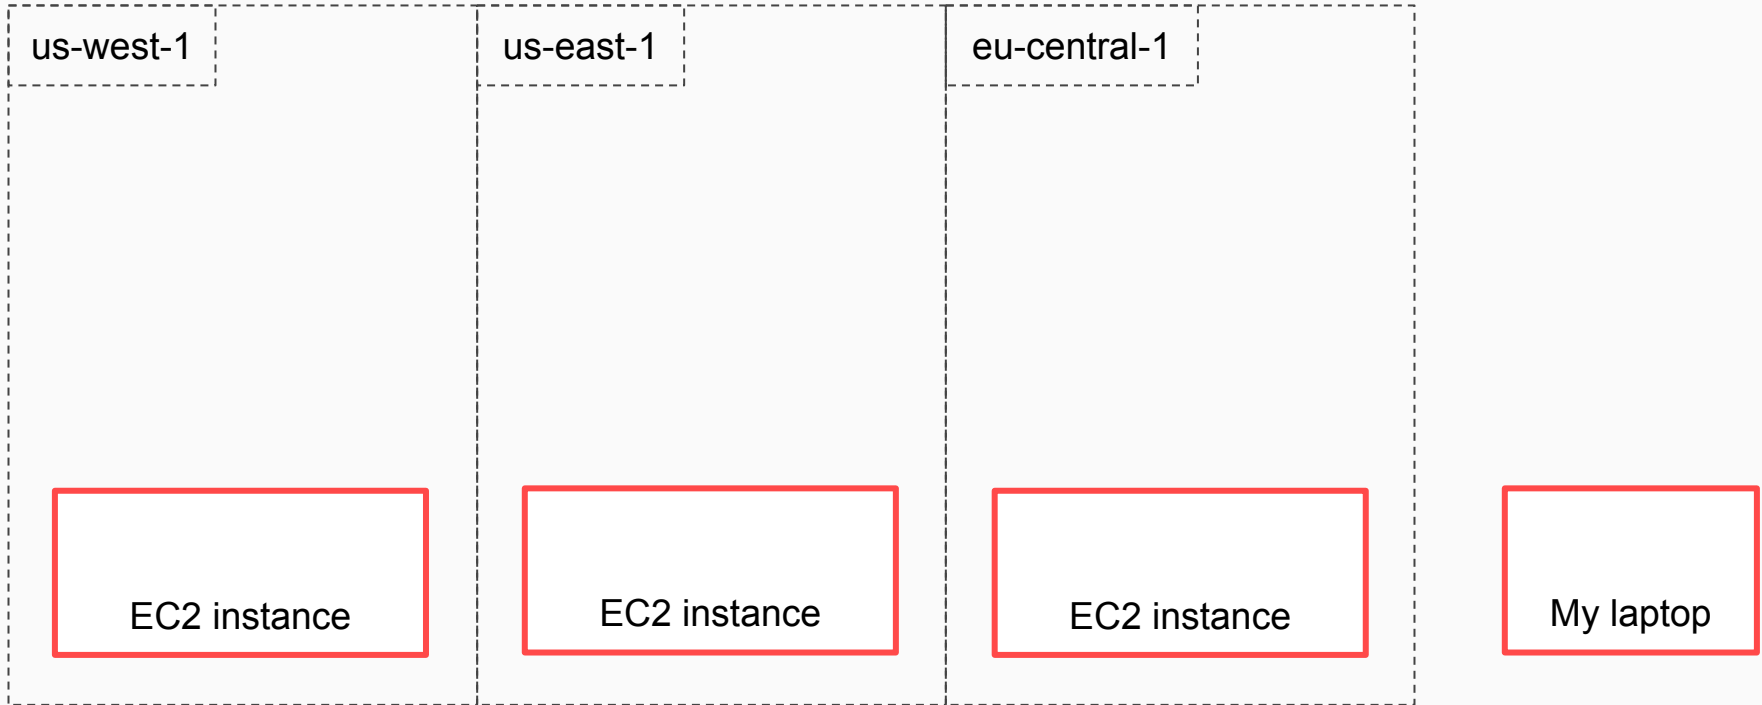 us-west-1
us-east-1
eu-central-1
EC2 instance
EC2 instance
EC2 instance
My laptop